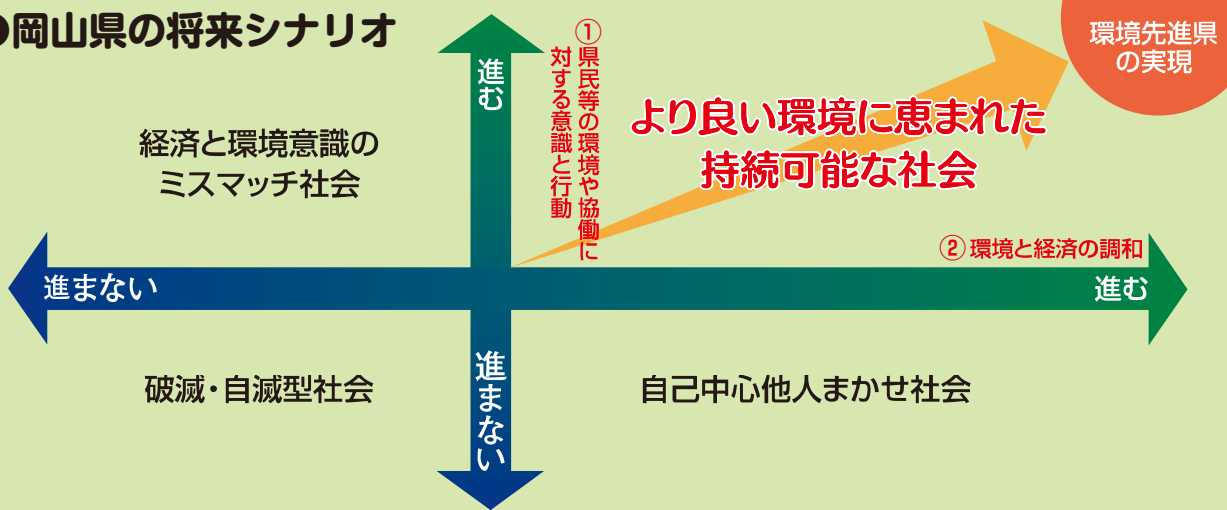 ●岡山県の将来シナリオ
環境先進県
の実現
進む
①県民等の環境や協働に
対する意識と行動
より良い環境に恵まれた
持続可能な社会
経済と環境意識の
ミスマッチ社会
②環境と経済の調和
進まない
進む
破滅・自滅型社会
進まない
自己中心他人まかせ社会